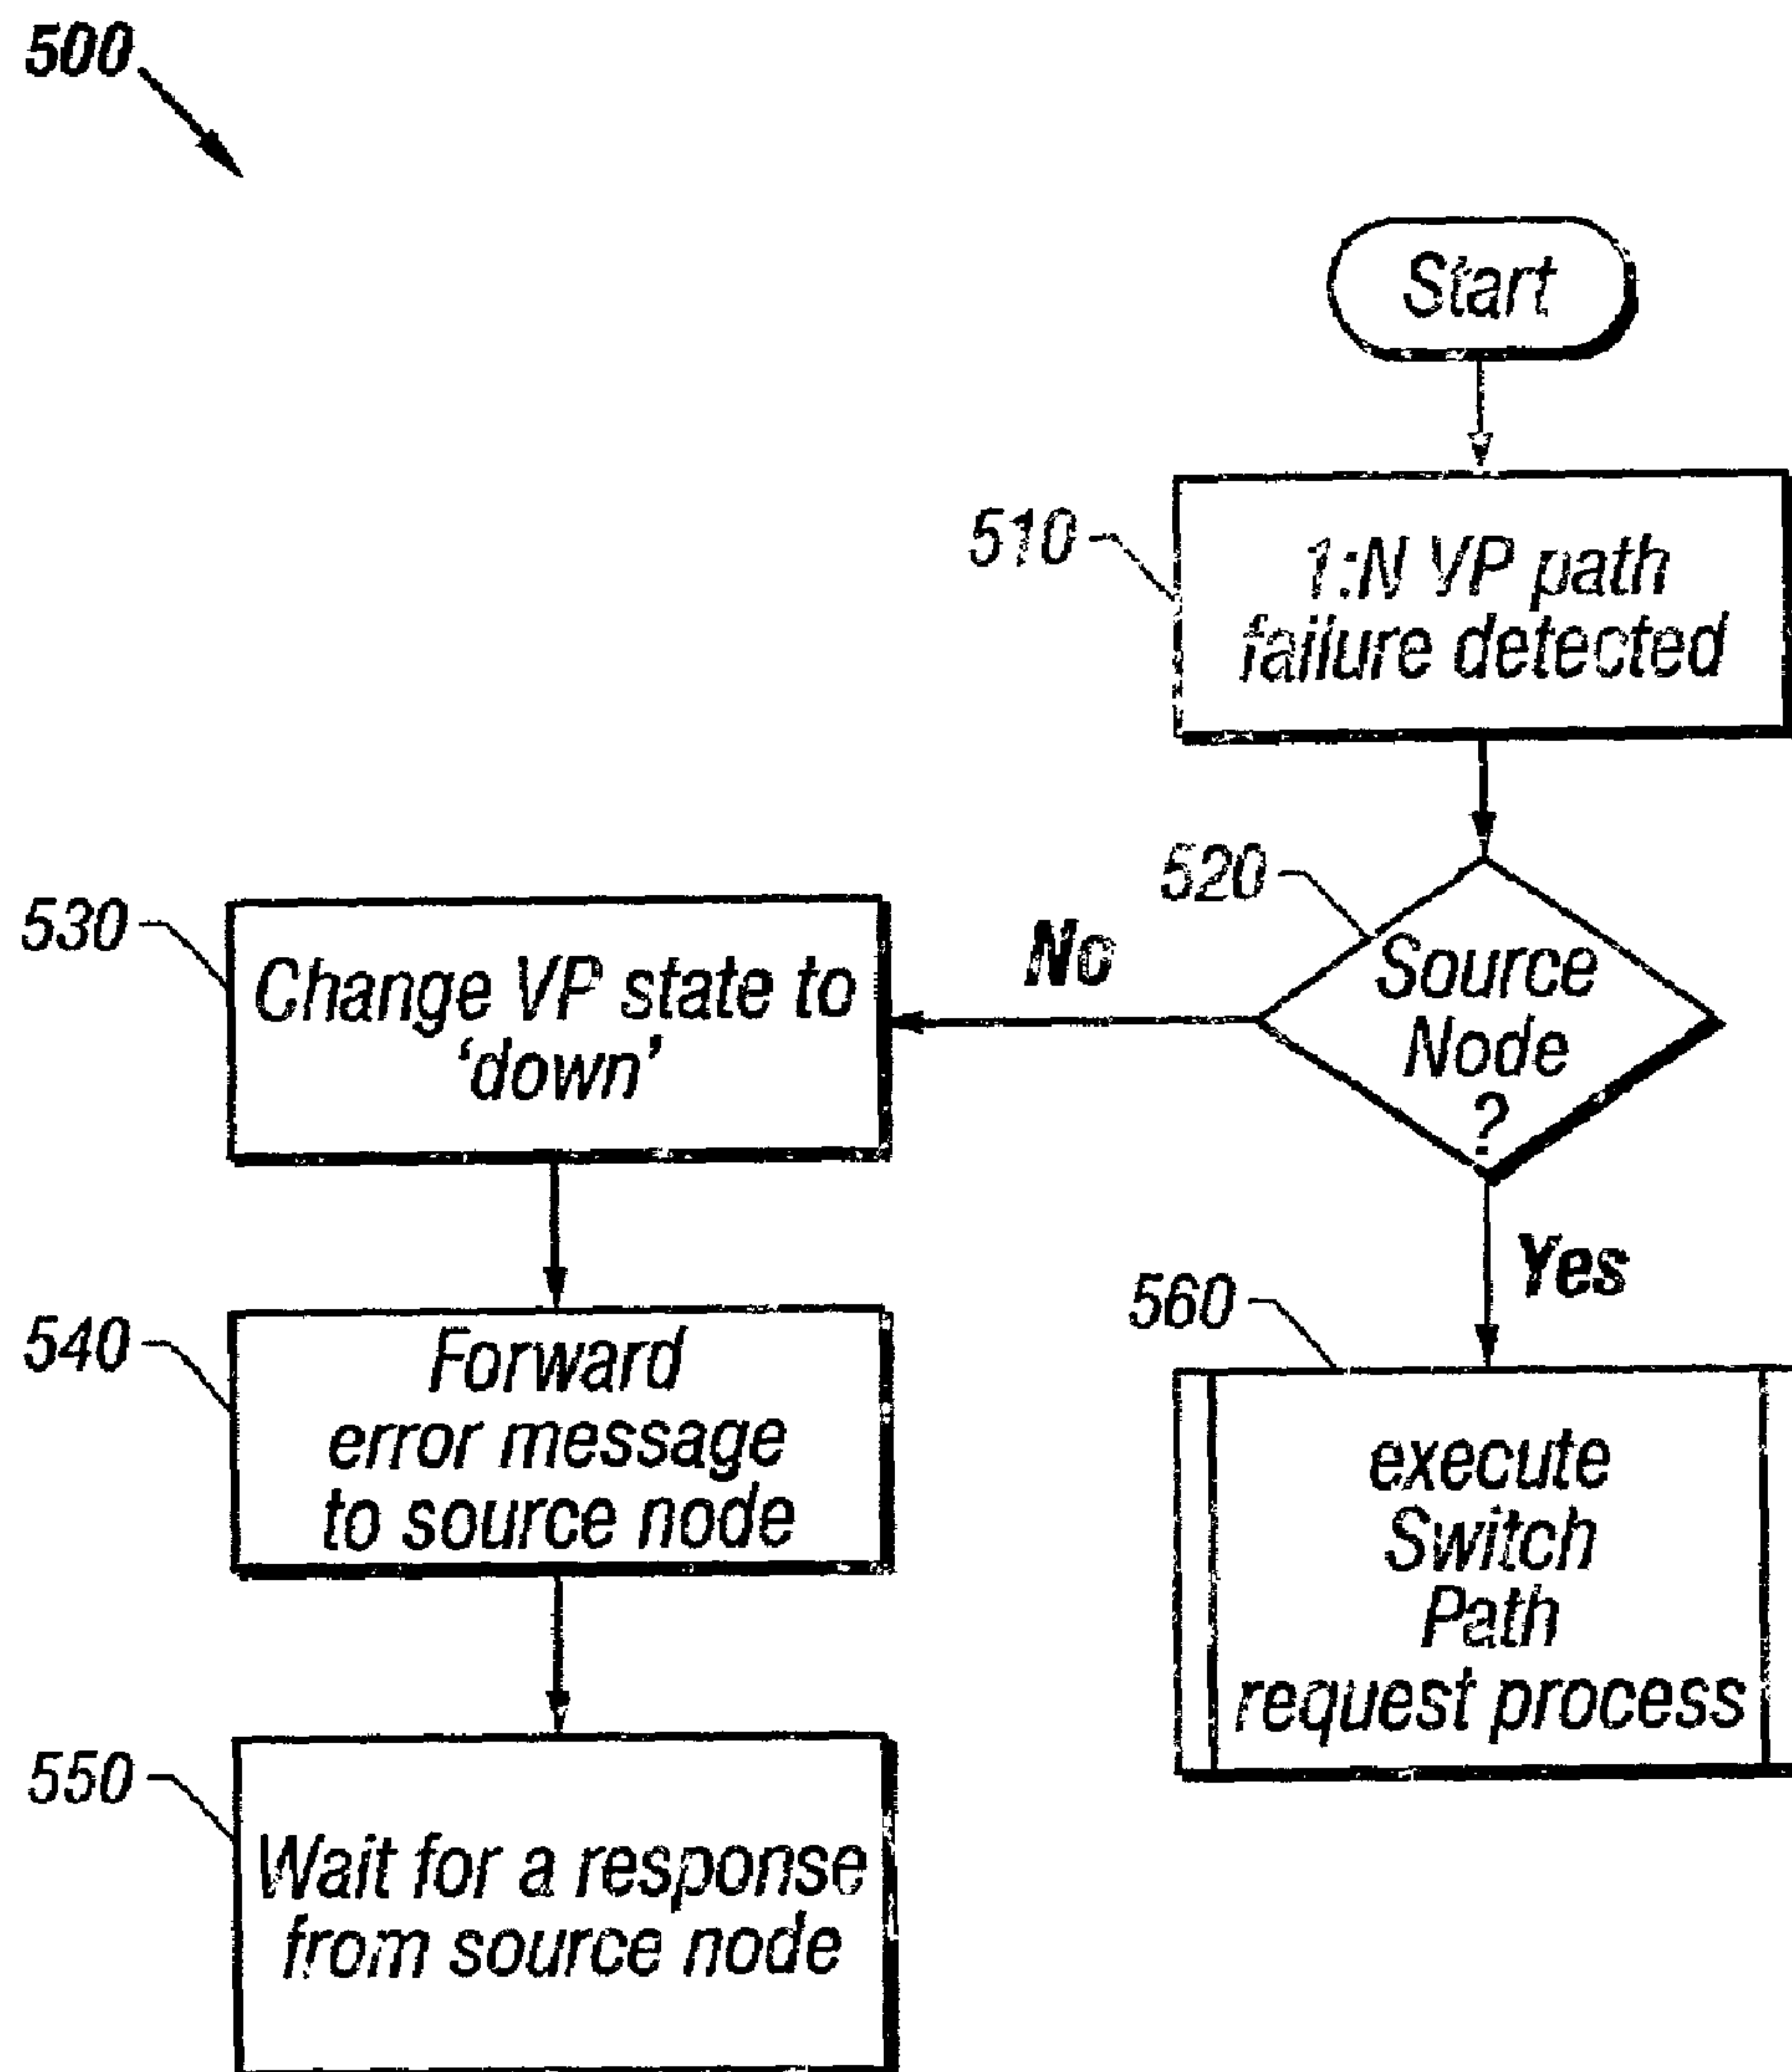 500
Start
510
1:N VP path
failure detected
520
Source
Node
?
No
Yes
530
Change VP state to
‘down’
540
Forward
error message
to source node
550
Wait for a response
from source node
560
execute
Switch
Path
request process